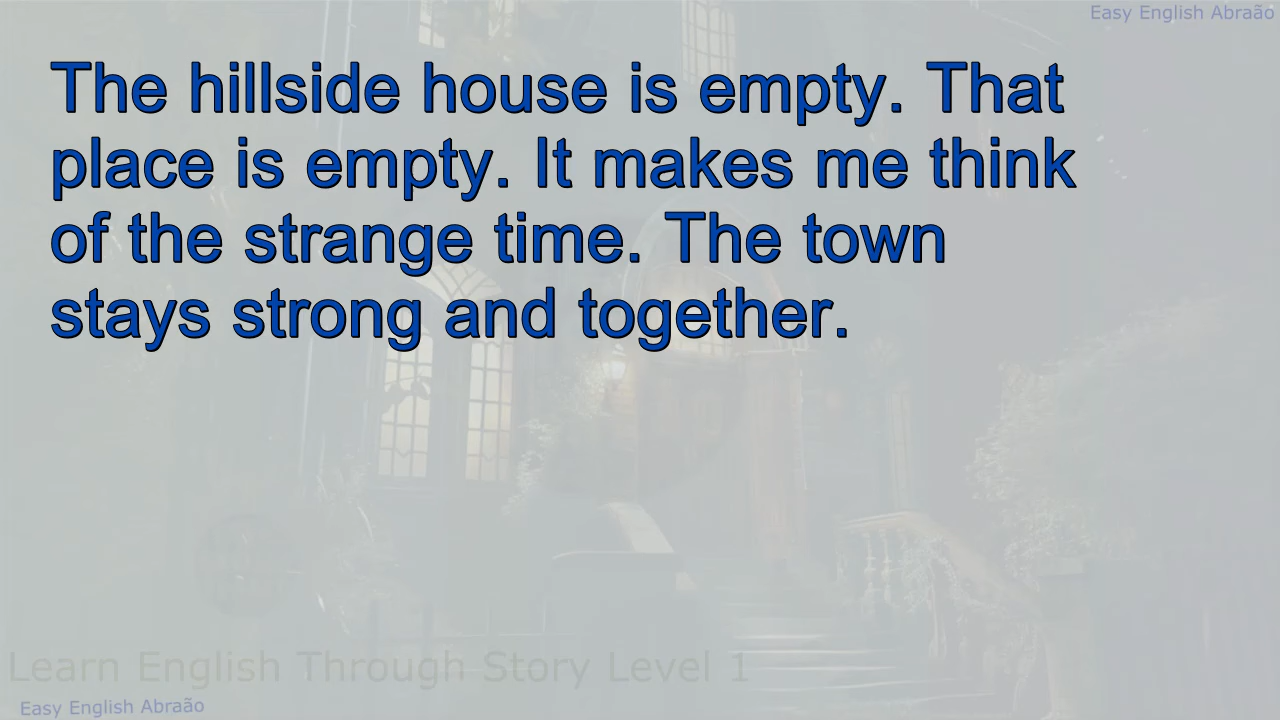 Easy English Abraão
The hillside house is empty. That
place is empty. It makes me think
of the strange time. The town
stays strong and together.
Learn English Through Story Level 1
Easy English Abraão